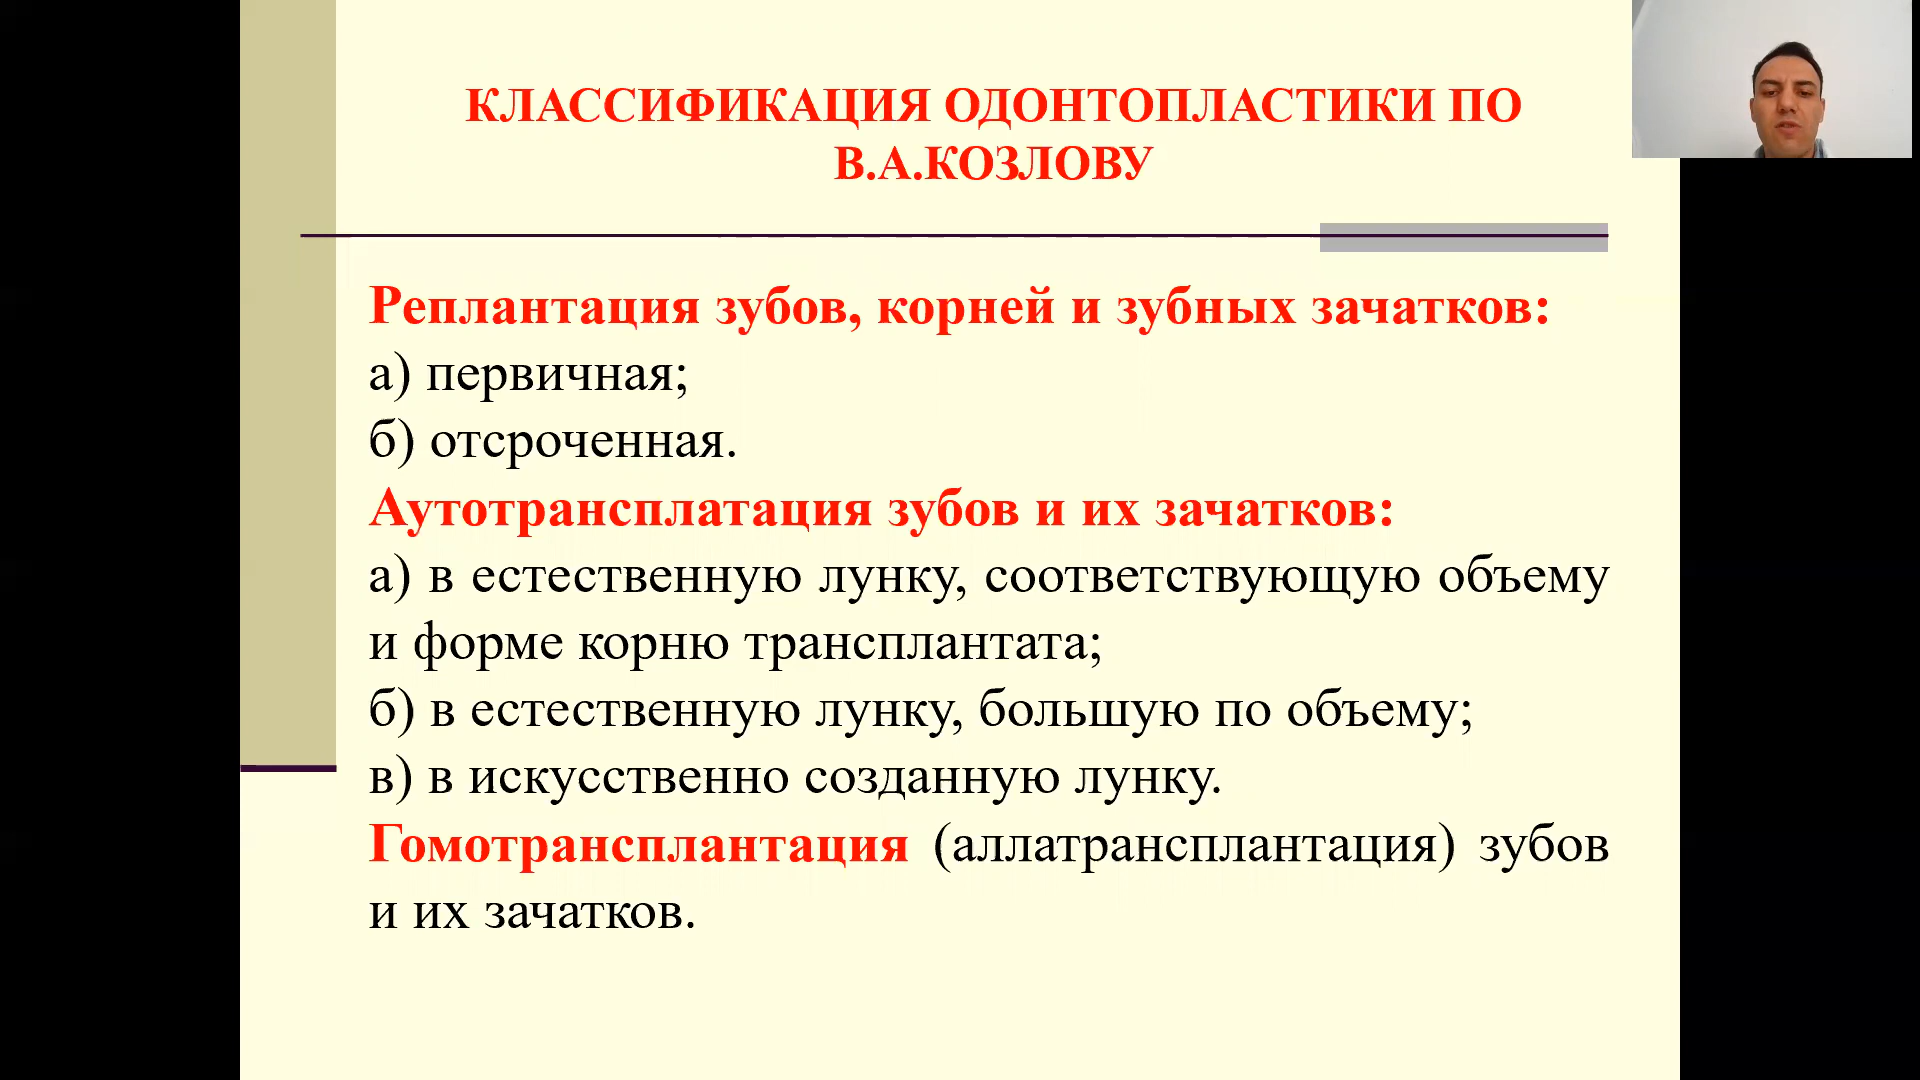 КЛАССИФИКАЦИЯ ОДОНТОПЛАСТИКИ ПО
В.А.КОЗЛОВУ
Реплантация зубов, корней и зубных зачатков:
а) первичная;
б) отсроченная.
Аутотрансплатация зубов и их зачатков:
а) в естественную лунку, соответствующую объему
и форме корню трансплантата;
б) в естественную лунку, большую по объему;
в) в искусственно созданную лунку.
Гомотрансплантация (аллатрансплантация) зубов
и их зачатков.